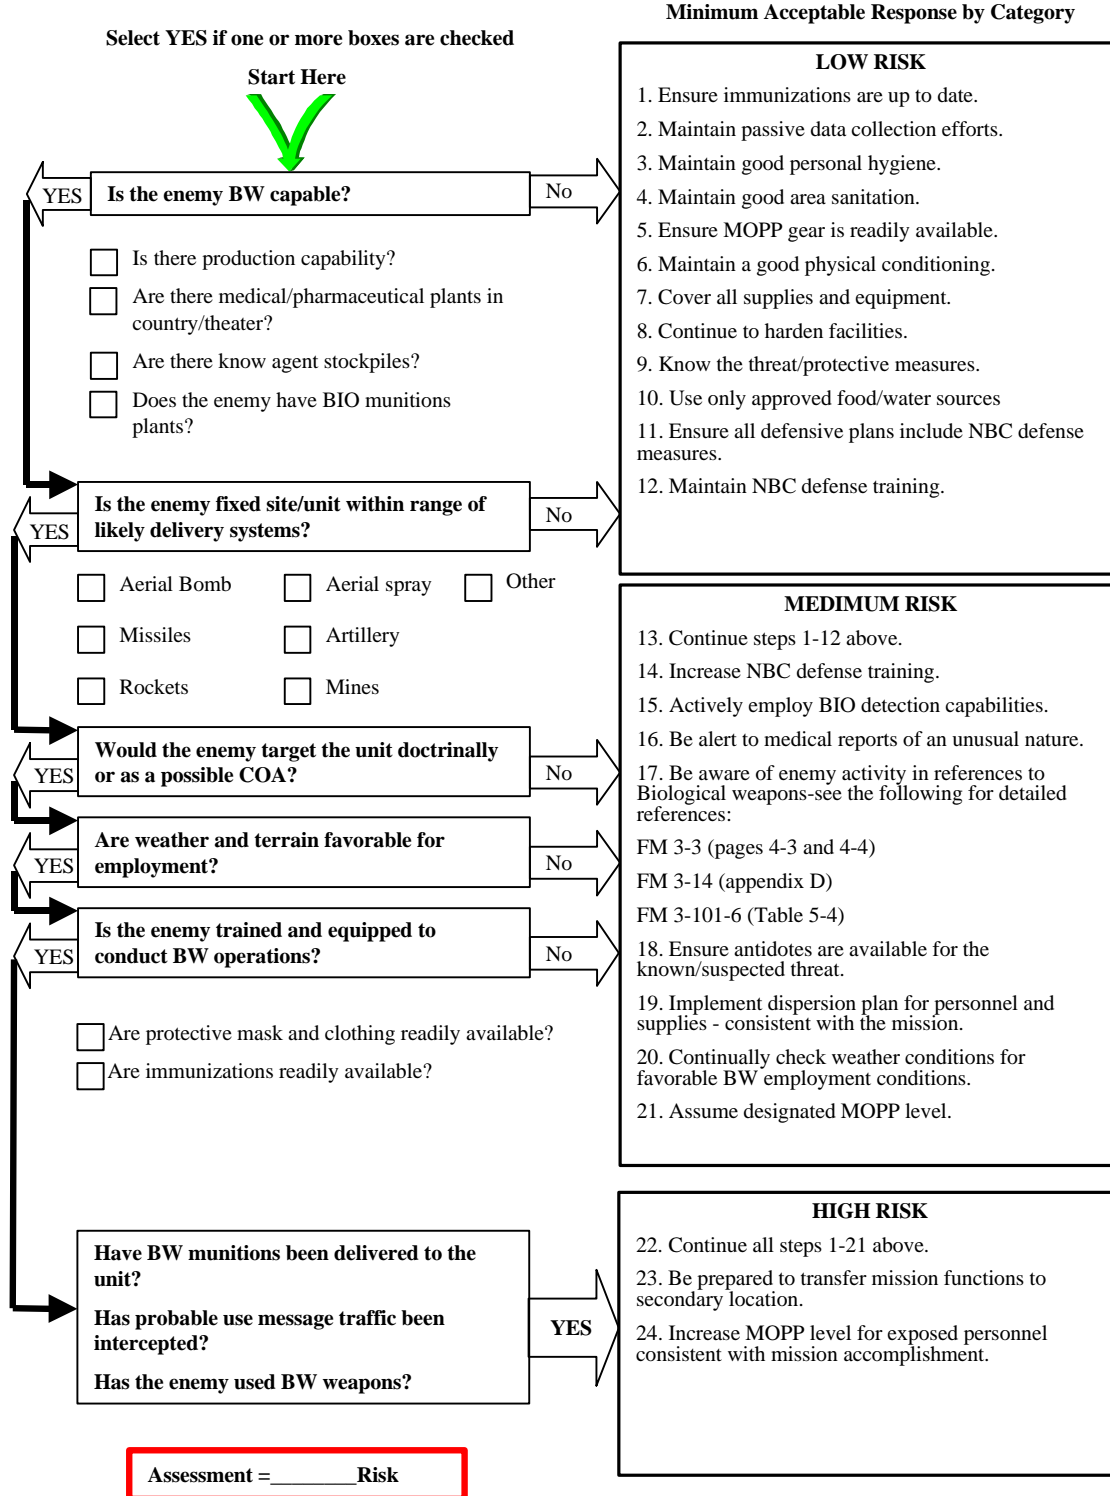 Minimum Acceptable Response by Category
Select YES if one or more boxes are checked
Start Here
YES
Is the enemy BW capable?
No
Is there production capability?
Are there medical/pharmaceutical plants in
country/theater?
Are there know agent stockpiles?
Does the enemy have BIO munitions
plants?
YES
Is the enemy fixed site/unit within range of
likely delivery systems?
No
Aerial Bomb
Aerial spray
Other
Missiles
Artillery
Rockets
Mines
YES
Would the enemy target the unit doctrinally
or as a possible COA?
No
YES
Are weather and terrain favorable for
employment?
No
YES
Is the enemy trained and equipped to
conduct BW operations?
No
Are protective mask and clothing readily available?
Are immunizations readily available?
Have BW munitions been delivered to the
unit?
Has probable use message traffic been
intercepted?
Has the enemy used BW weapons?
YES
Assessment =________Risk
LOW RISK
1. Ensure immunizations are up to date.
2. Maintain passive data collection efforts.
3. Maintain good personal hygiene.
4. Maintain good area sanitation.
5. Ensure MOPP gear is readily available.
6. Maintain a good physical conditioning.
7. Cover all supplies and equipment.
8. Continue to harden facilities.
9. Know the threat/protective measures.
10. Use only approved food/water sources
11. Ensure all defensive plans include NBC defense
measures.
12. Maintain NBC defense training.
MEDIMUM RISK
13. Continue steps 1-12 above.
14. Increase NBC defense training.
15. Actively employ BIO detection capabilities.
16. Be alert to medical reports of an unusual nature.
17. Be aware of enemy activity in references to
Biological weapons-see the following for detailed
references:
FM 3-3 (pages 4-3 and 4-4)
FM 3-14 (appendix D)
FM 3-101-6 (Table 5-4)
18. Ensure antidotes are available for the
known/suspected threat.
19. Implement dispersion plan for personnel and
supplies - consistent with the mission.
20. Continually check weather conditions for
favorable BW employment conditions.
21. Assume designated MOPP level.
HIGH RISK
22. Continue all steps 1-21 above.
23. Be prepared to transfer mission functions to
secondary location.
24. Increase MOPP level for exposed personnel
consistent with mission accomplishment.